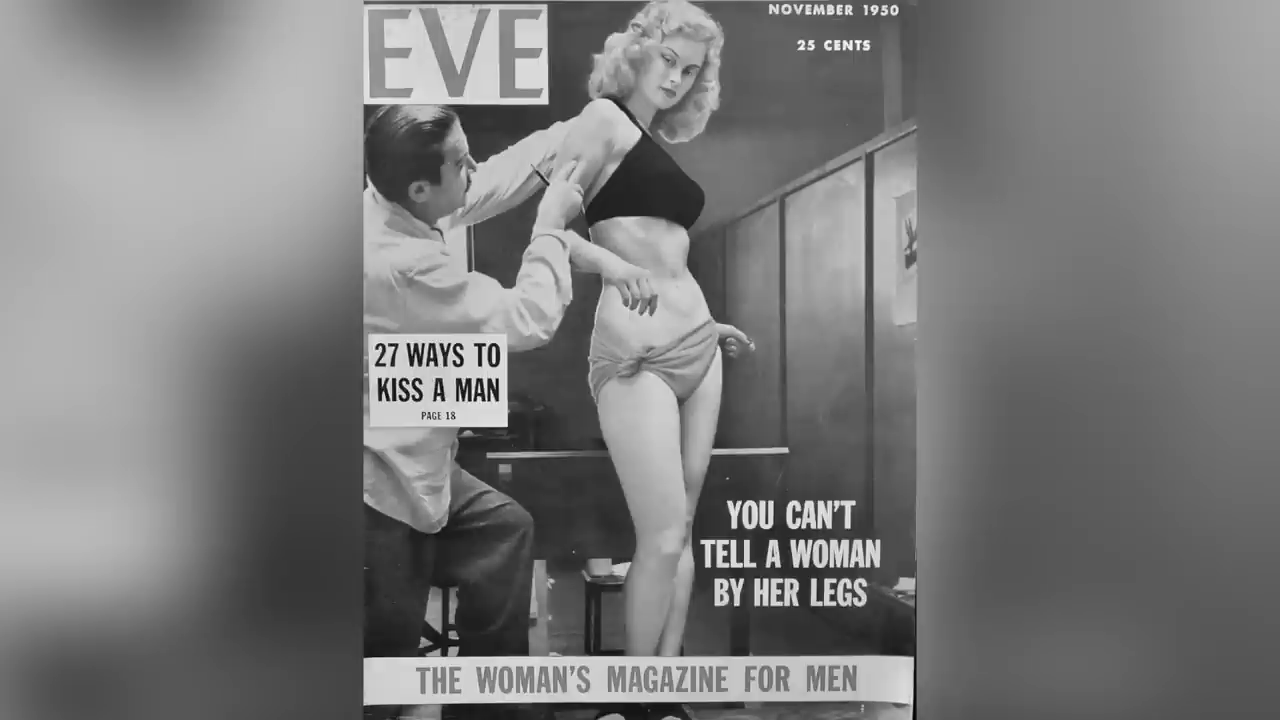 EVE
NOVEMBER 1950
25 CENTS
27 WAYS TO
KISS A MAN
PAGE 18
YOU CAN'T
TELL A WOMAN
BY HER LEGS
THE WOMAN'S MAGAZINE FOR MEN